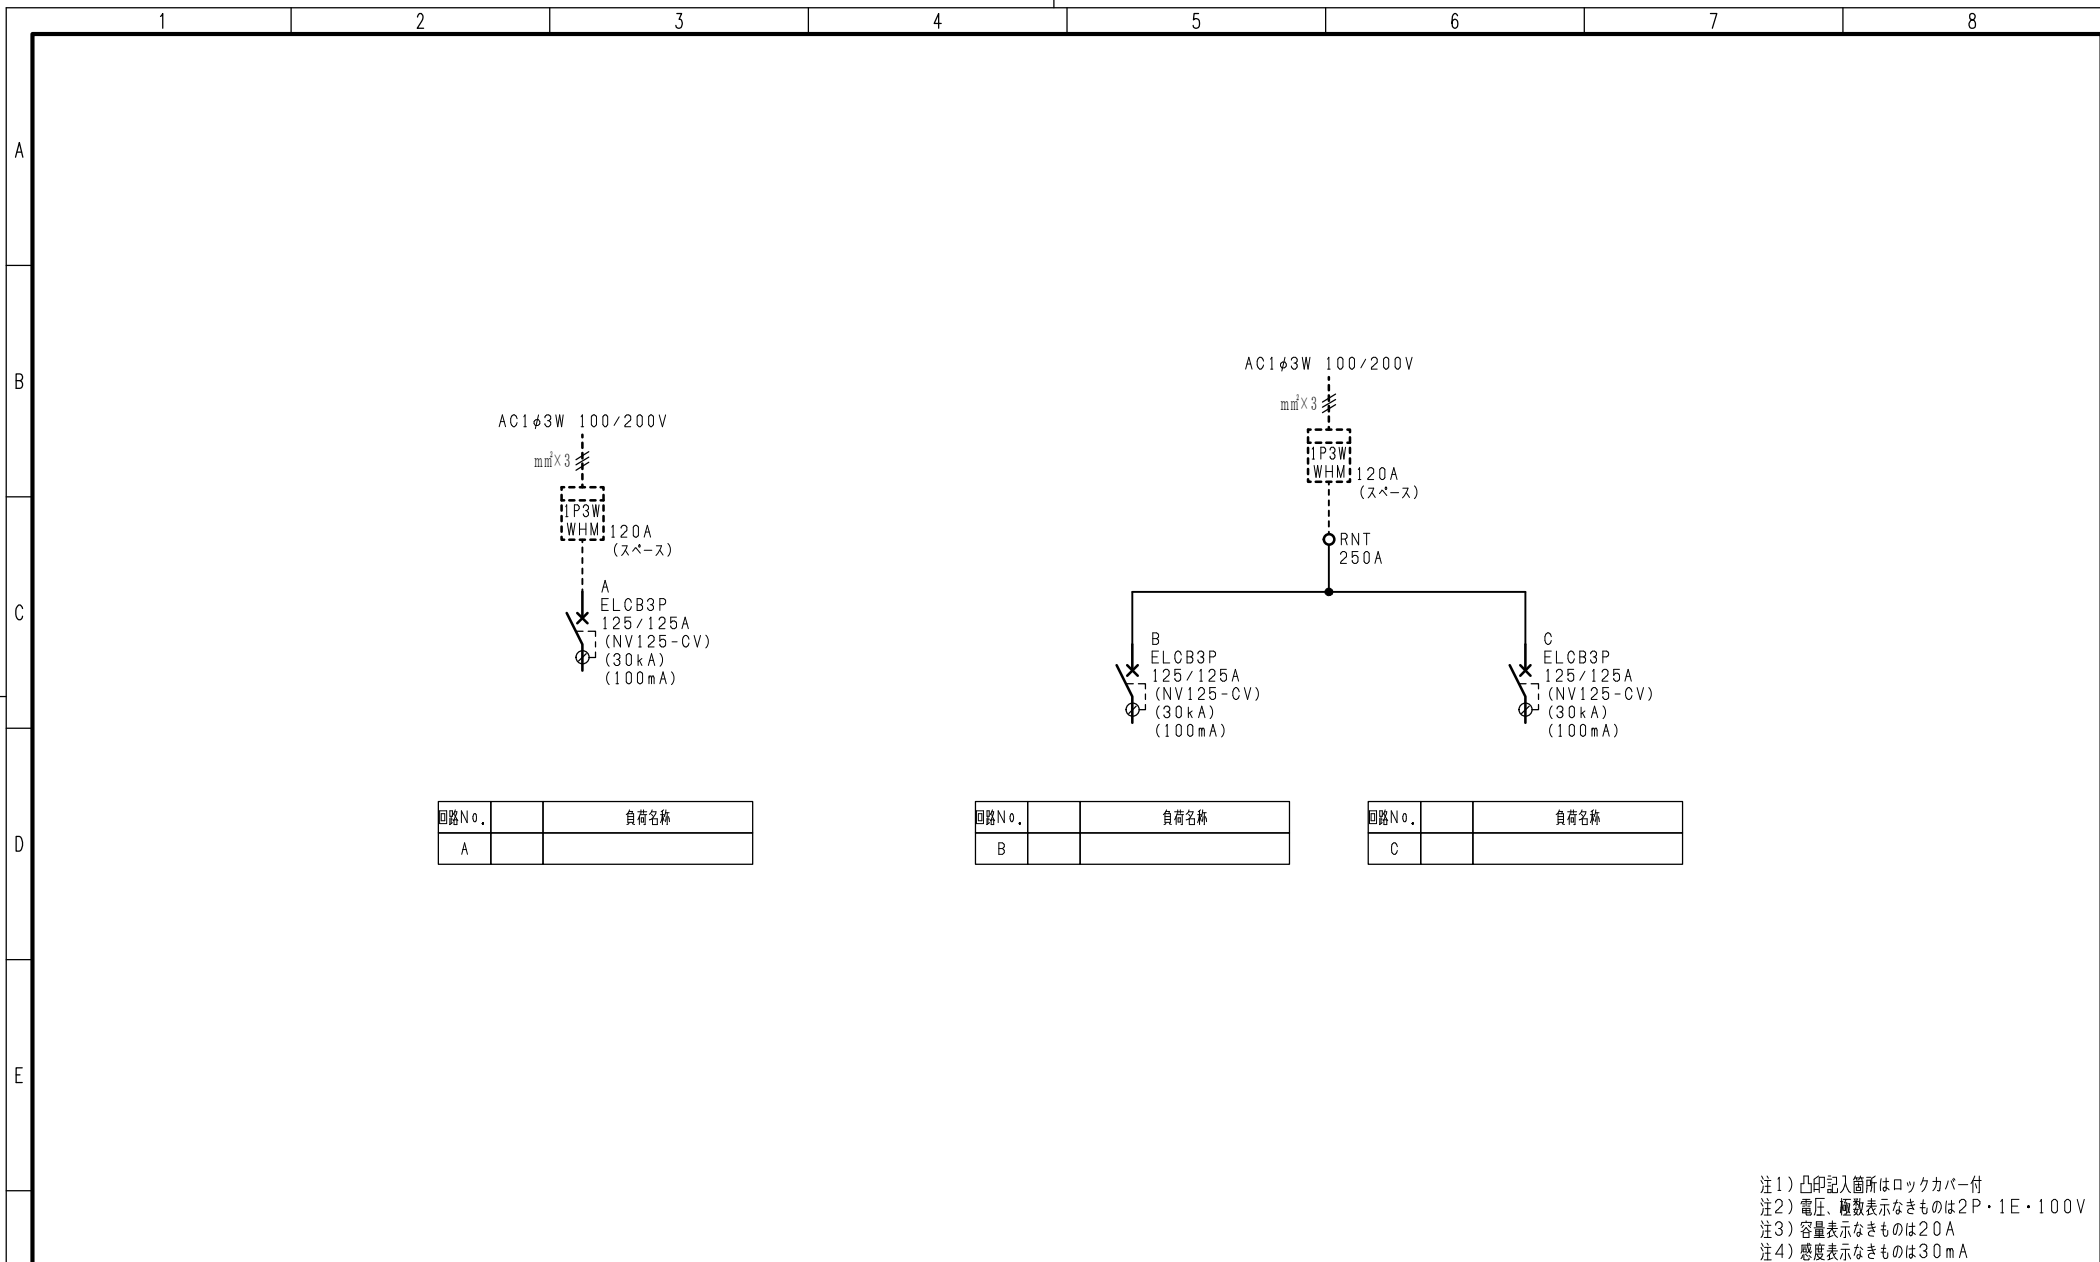 1 2 3 4 5 6 7 8
A
B
C
D
E
AC1φ3W 100/200V
mm²×3
1P3W
WHM
120A
(スペース)
A
ELCB3P
125/125A
(NV125-CV)
(30kA)
(100mA)
AC1φ3W 100/200V
mm²×3
1P3W
WHM
120A
(スペース)
RNT
250A
B
ELCB3P
125/125A
(NV125-CV)
(30kA)
(100mA)
C
ELCB3P
125/125A
(NV125-CV)
(30kA)
(100mA)
回路No. 負荷名称
A
回路No. 負荷名称
B
回路No. 負荷名称
C
注1)凸印記入箇所はロックカバー付
注2)電圧、極数表示なきものは2P・1E・100V
注3)容量表示なきものは20A
注4)感度表示なきものは30mA